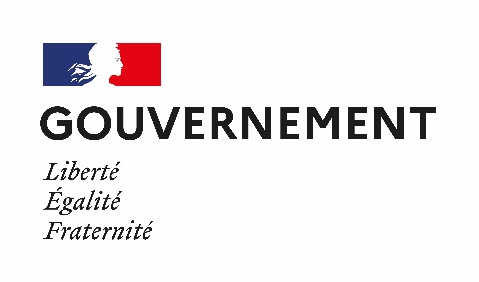 GOUVERNEMENT
Liberté
Égalité
Fraternité